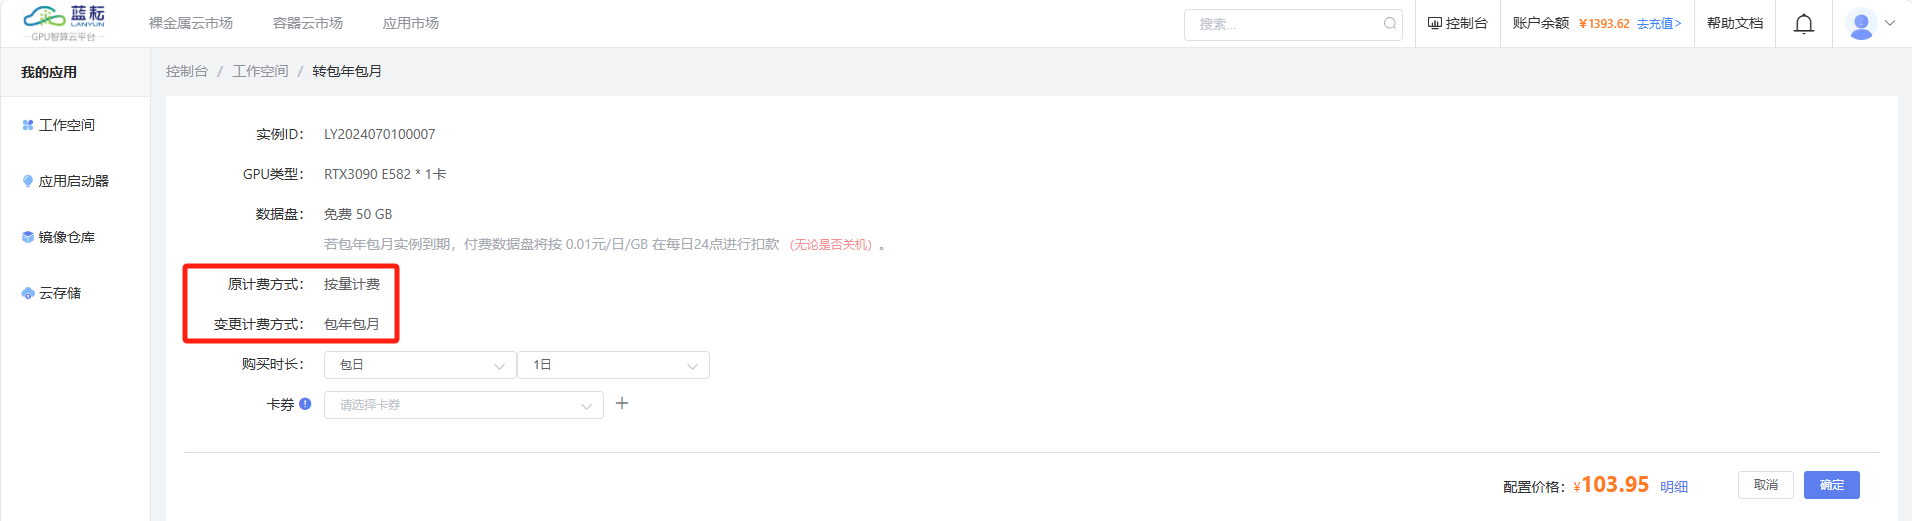 蓝耘
LANYUN
GPU智算云平台
裸金属云市场
容器云市场
应用市场
搜索...
控制台
账户余额 ¥1393.62 去充值>
帮助文档
我的应用
控制台 / 工作空间 / 转包年包月
工作空间
应用启动器
镜像仓库
云存储
实例ID： LY2024070100007
GPU类型： RTX3090 E582 * 1卡
数据盘： 免费 50 GB
若包年包月实例到期，付费数据盘将按 0.01元/日/GB 在每日24点进行扣款 （无论是否关机）。
原计费方式： 按量计费
变更计费方式： 包年包月
购买时长： 包日 1日
卡券 请选择卡券
配置价格： ¥103.95 明细
取消
确定